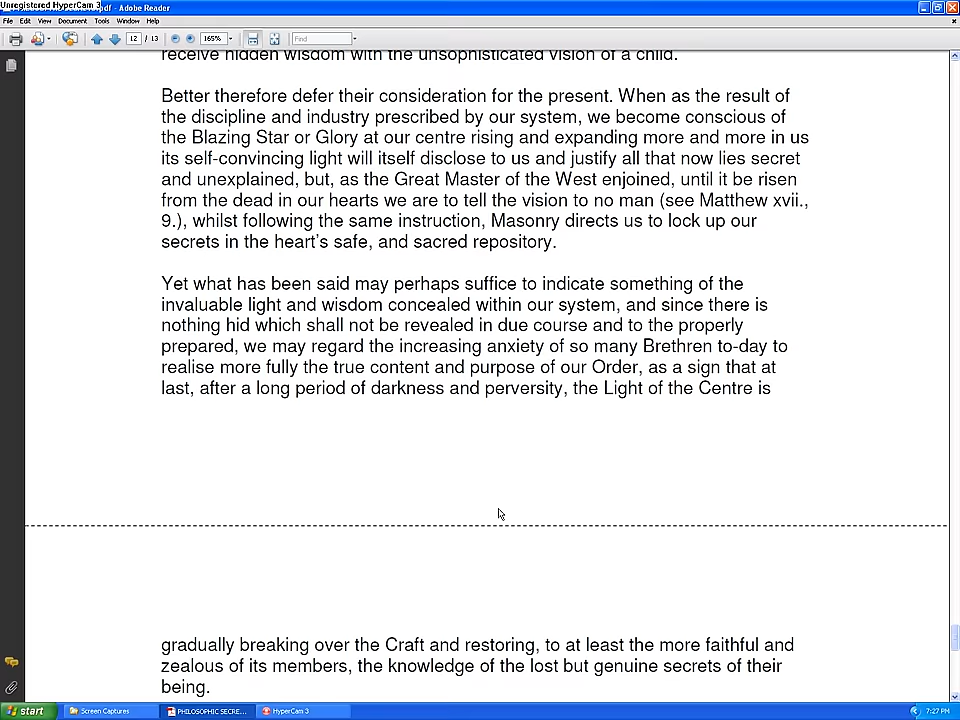 Unregistered HyperCam 3
pdf - Adobe Reader
File Edit View Document Tools Window Help
12 / 13 165% Find
receive hidden wisdom with the unsophisticated vision of a child.
Better therefore defer their consideration for the present. When as the result of
the discipline and industry prescribed by our system, we become conscious of
the Blazing Star or Glory at our centre rising and expanding more and more in us
its self-convincing light will itself disclose to us and justify all that now lies secret
and unexplained, but, as the Great Master of the West enjoined, until it be risen
from the dead in our hearts we are to tell the vision to no man (see Matthew xvii.,
9.), whilst following the same instruction, Masonry directs us to lock up our
secrets in the heart's safe, and sacred repository.
Yet what has been said may perhaps suffice to indicate something of the
invaluable light and wisdom concealed within our system, and since there is
nothing hid which shall not be revealed in due course and to the properly
prepared, we may regard the increasing anxiety of so many Brethren to-day to
realise more fully the true content and purpose of our Order, as a sign that at
last, after a long period of darkness and perversity, the Light of the Centre is
gradually breaking over the Craft and restoring, to at least the more faithful and
zealous of its members, the knowledge of the lost but genuine secrets of their
being.
start Screen Captures PHILOSOPHIC SECRE... HyperCam 3 7:27 PM